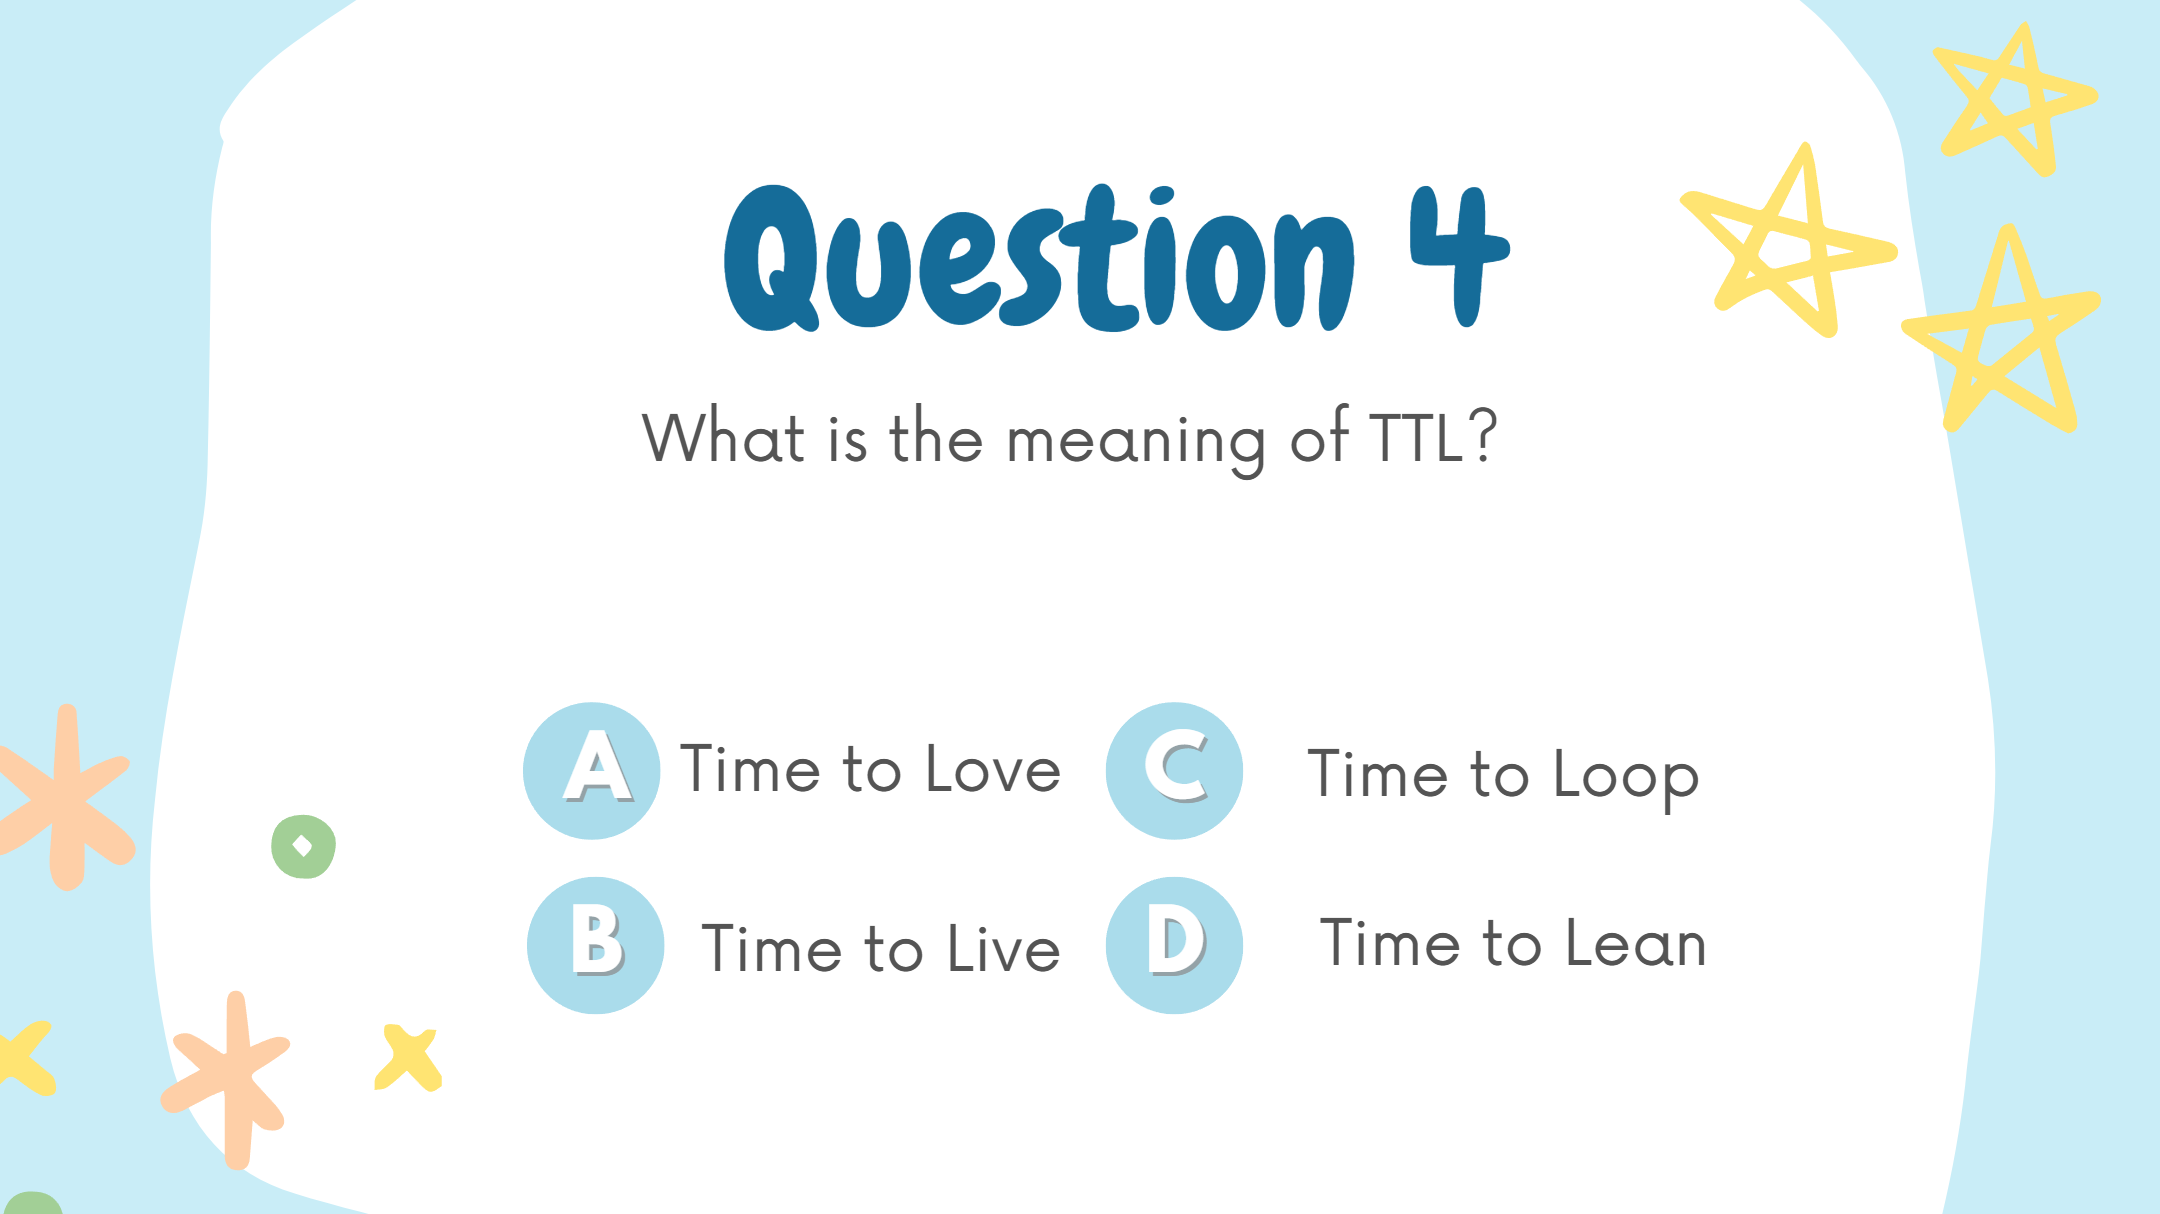 Question 4
What is the meaning of TTL?
A Time to Love
B Time to Live
C Time to Loop
D Time to Lean